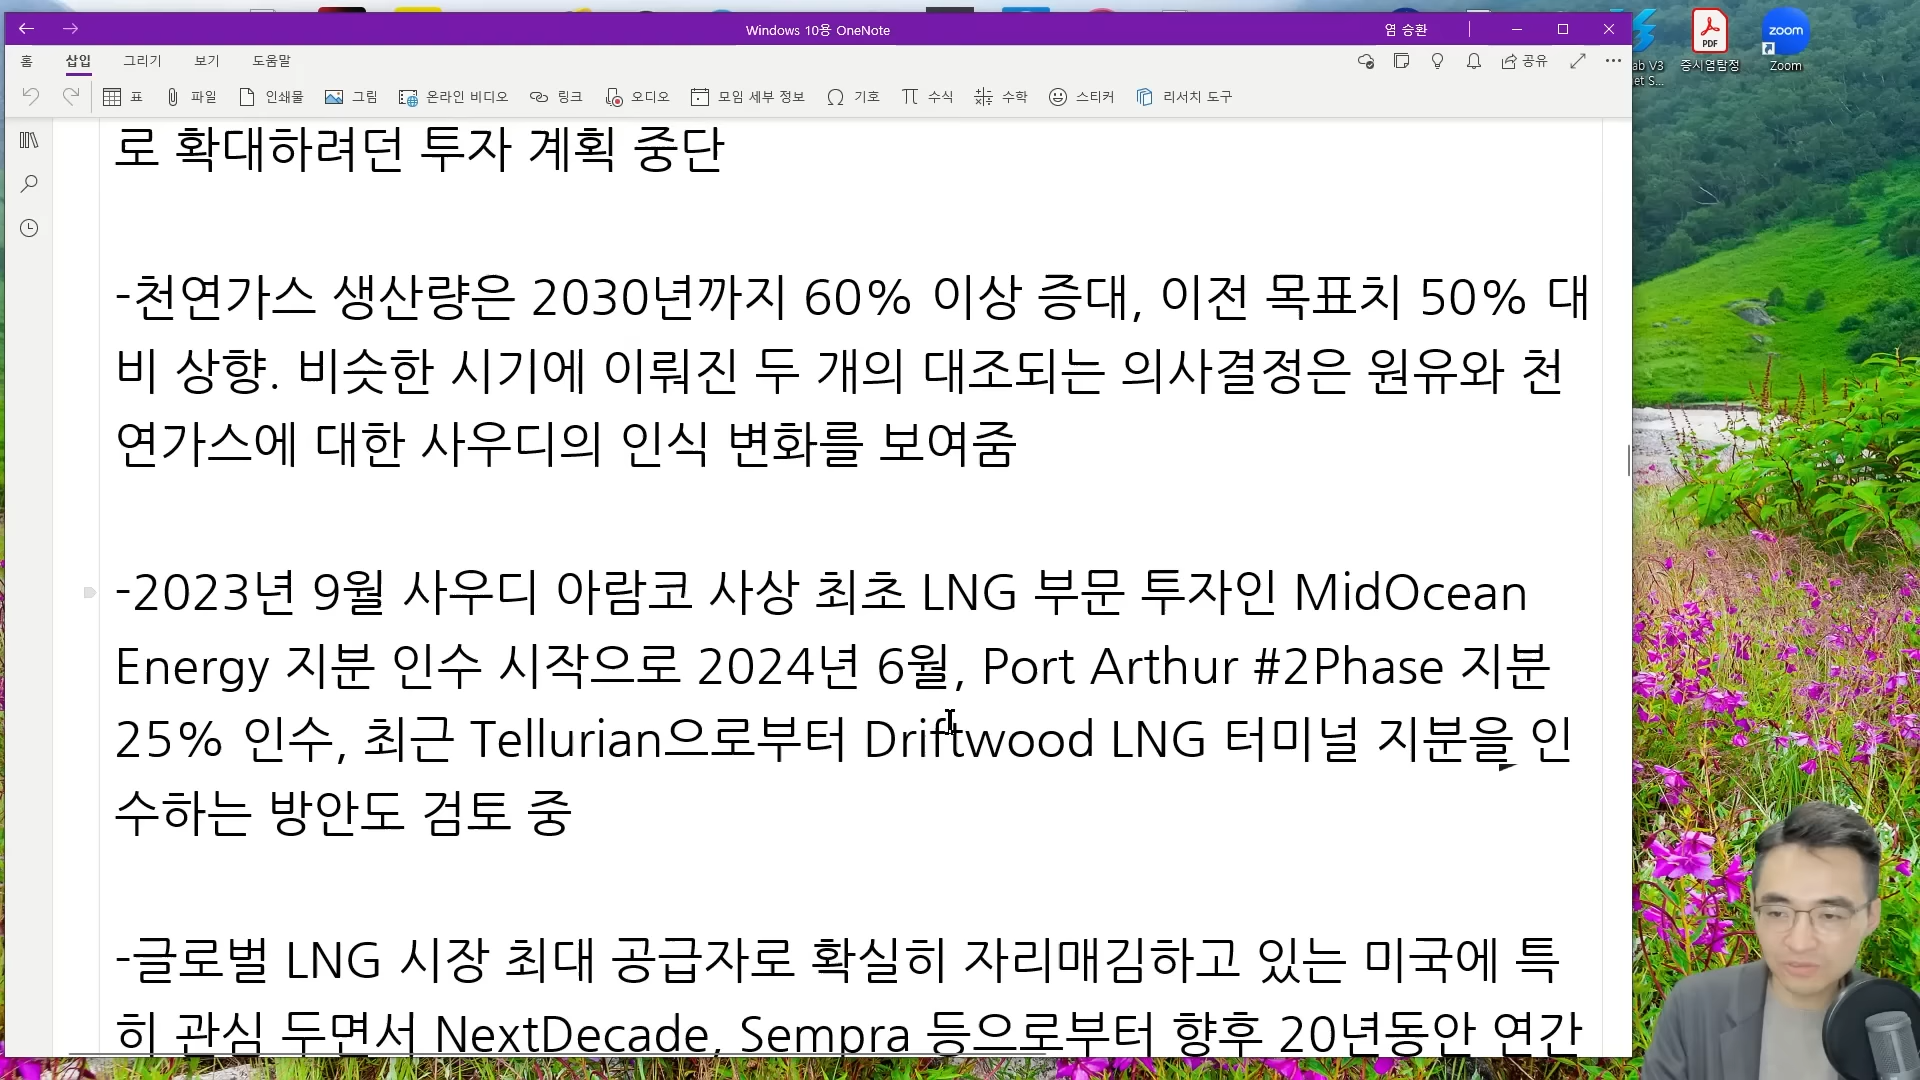 Windows 10용 OneNote
염 승환
홈 삽입 그리기 보기 도움말
공유
표 파일 인쇄물 그림 온라인 비디오 링크 오디오 모임 세부 정보 기호 수식 수학 스티커 리서치 도구
로 확대하려던 투자 계획 중단
-천연가스 생산량은 2030년까지 60% 이상 증대, 이전 목표치 50% 대
비 상향. 비슷한 시기에 이뤄진 두 개의 대조되는 의사결정은 원유와 천
연가스에 대한 사우디의 인식 변화를 보여줌
-2023년 9월 사우디 아람코 사상 최초 LNG 부문 투자인 MidOcean
Energy 지분 인수 시작으로 2024년 6월, Port Arthur #2Phase 지분
25% 인수, 최근 Tellurian으로부터 Driftwood LNG 터미널 지분을 인
수하는 방안도 검토 중
-글로벌 LNG 시장 최대 공급자로 확실히 자리매김하고 있는 미국에 특
히 관심 두면서 NextDecade, Sempra 등으로부터 향후 20년동안 연간
ab V3
et S...
PDF
증시염탐정
zoom
Zoom